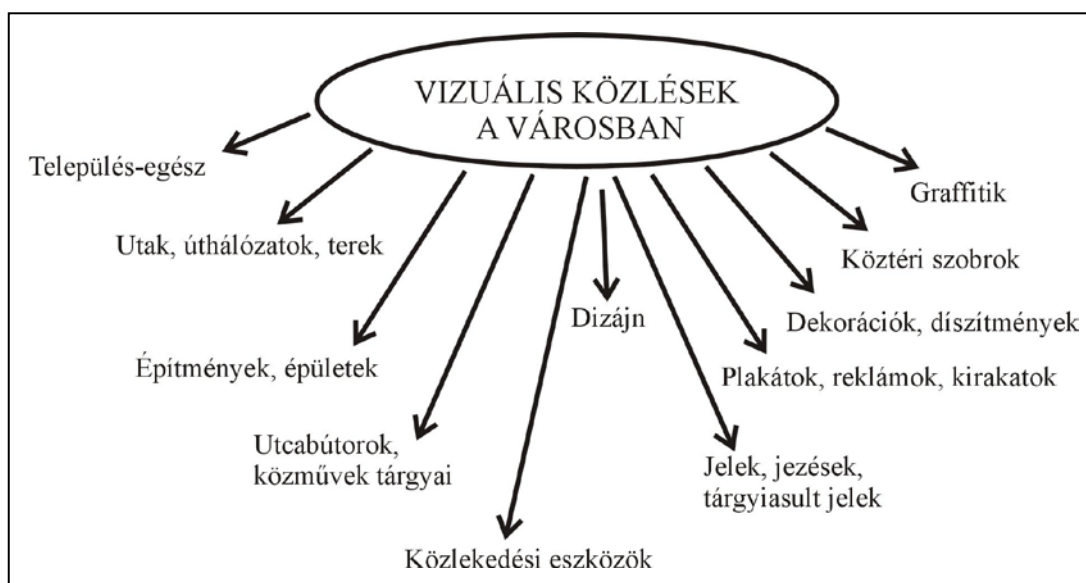 VIZUÁLIS KÖZLÉSEK
A VÁROSBAN
Település-egész
Utak, úthálózatok, terek
Építmények, épületek
Utcabútorok,
közművek tárgyai
Közlekedési eszközök
Dizájn
Jelek, jezések,
tárgyiasult jelek
Plakátok, reklámok, kirakatok
Dekorációk, díszítmények
Köztéri szobrok
Graffitik